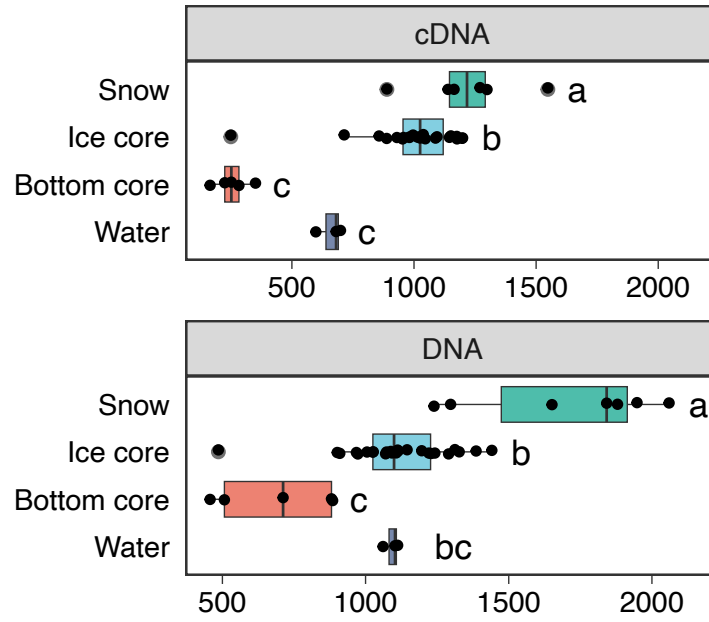 cDNA
Snow a
Ice core b
Bottom core c
Water c
500 1000 1500 2000
DNA
Snow a
Ice core b
Bottom core c
Water bc
500 1000 1500 2000